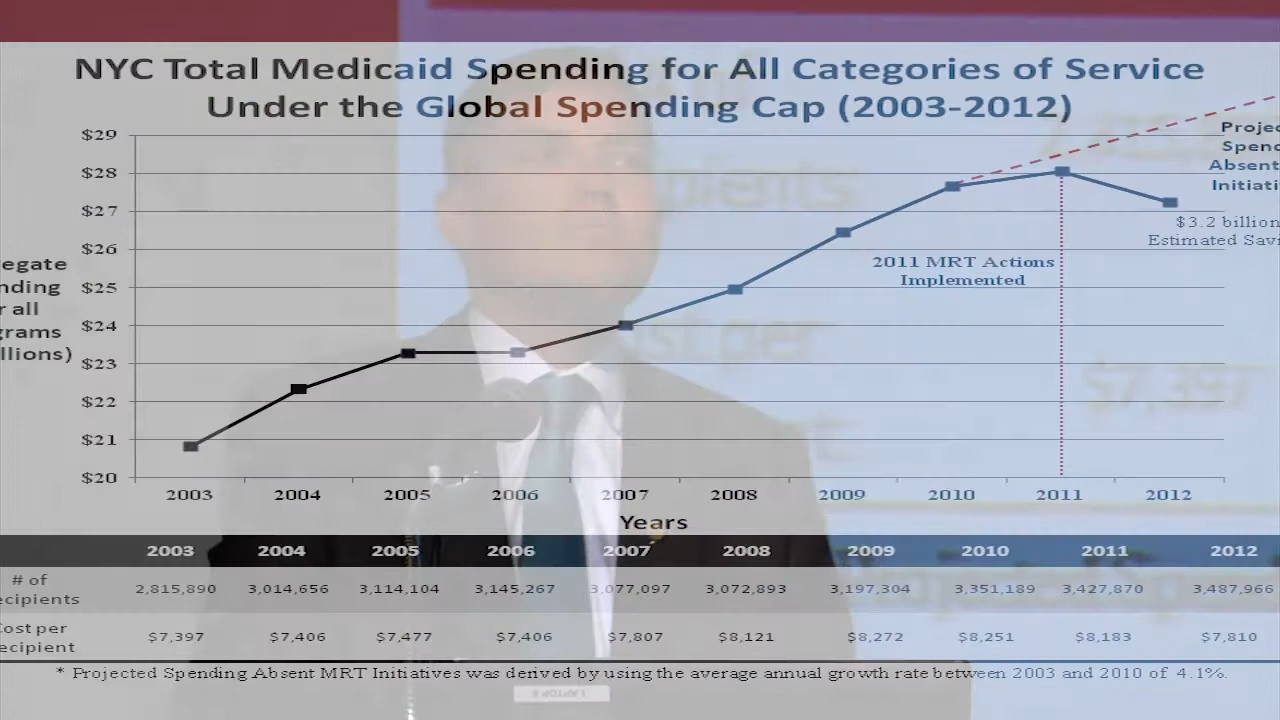 NYC Total Medicaid Spending for All Categories of Service
Under the Global Spending Cap (2003-2012)
$29
$28
$27
$26
$25
$24
$23
$22
$21
$20
egate
nding
r all
grams
llions)
Projec
Spend
Absent
Initiati
$3.2 billion
Estimated Savi
2011 MRT Actions
Implemented
2003 2004 2005 2006 2007 2008 2009 2010 2011 2012
Years
2003 2004 2005 2006 2007 2008 2009 2010 2011 2012
# of
ecipients
2,815,890 3,014,656 3,114,104 3,145,267 3,077,097 3,072,893 3,197,304 3,351,189 3,427,870 3,487,966
Cost per
ecipient
$7,397 $7,406 $7,477 $7,406 $7,807 $8,121 $8,272 $8,251 $8,183 $7,810
* Projected Spending Absent MRT Initiatives was derived by using the average annual growth rate between 2003 and 2010 of 4.1%.
$7,397